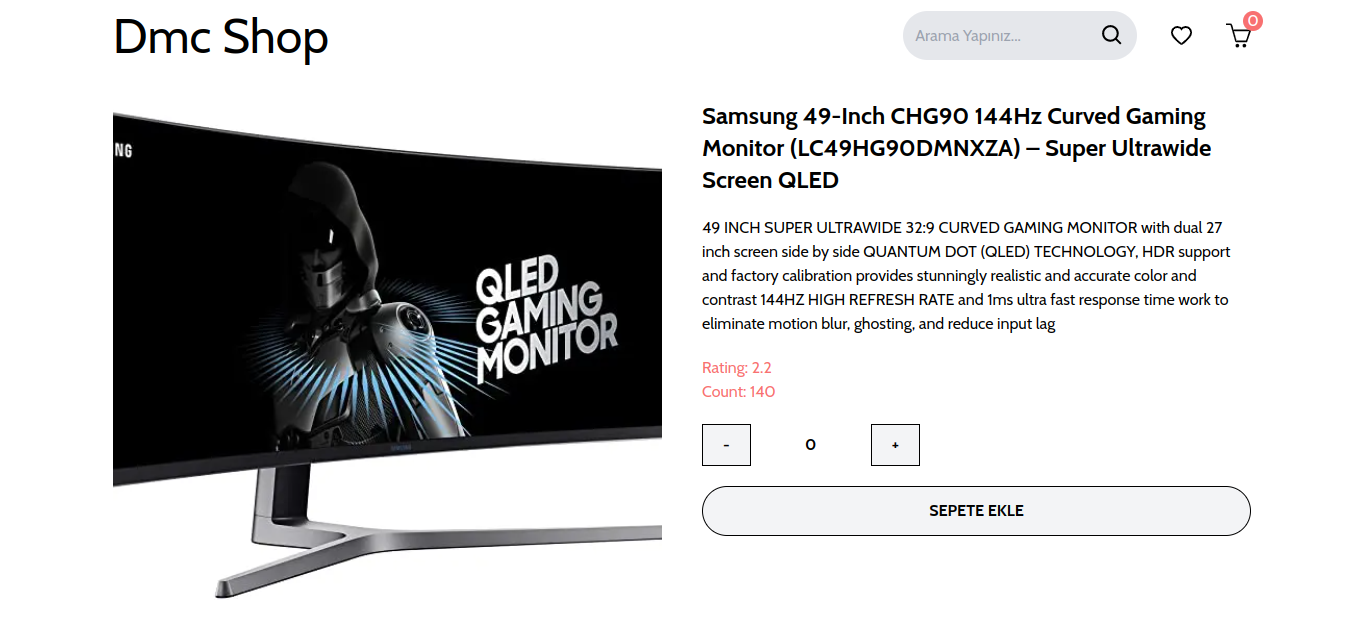 Dmc Shop
Arama Yapınız...
0
NG
QLED
GAMING
MONITOR
Samsung 49-Inch CHG90 144Hz Curved Gaming
Monitor (LC49HG90DMNXZA) – Super Ultrawide
Screen QLED
49 INCH SUPER ULTRAWIDE 32:9 CURVED GAMING MONITOR with dual 27
inch screen side by side QUANTUM DOT (QLED) TECHNOLOGY, HDR support
and factory calibration provides stunningly realistic and accurate color and
contrast 144HZ HIGH REFRESH RATE and 1ms ultra fast response time work to
eliminate motion blur, ghosting, and reduce input lag
Rating: 2.2
Count: 140
- 0 +
SEPETE EKLE